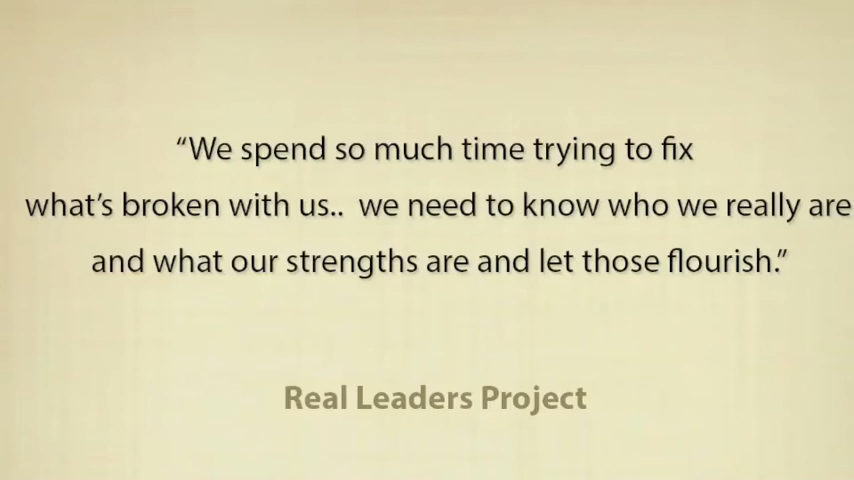 “We spend so much time trying to fix
what’s broken with us..  we need to know who we really are
and what our strengths are and let those flourish.”
Real Leaders Project